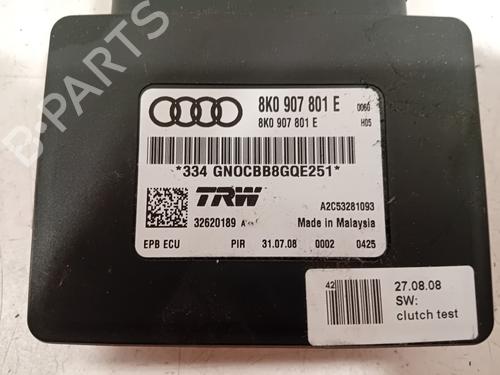 8K0 907 801 E 0060
8K0 907 801 E H05
*334 GN0CBB8GQE251*
TRW A2C53281093
32620189 Made in Malaysia
EPB ECU PIR 31.07.08 0002 0425
42 27.08.08
SW:
clutch test
B-PARTS